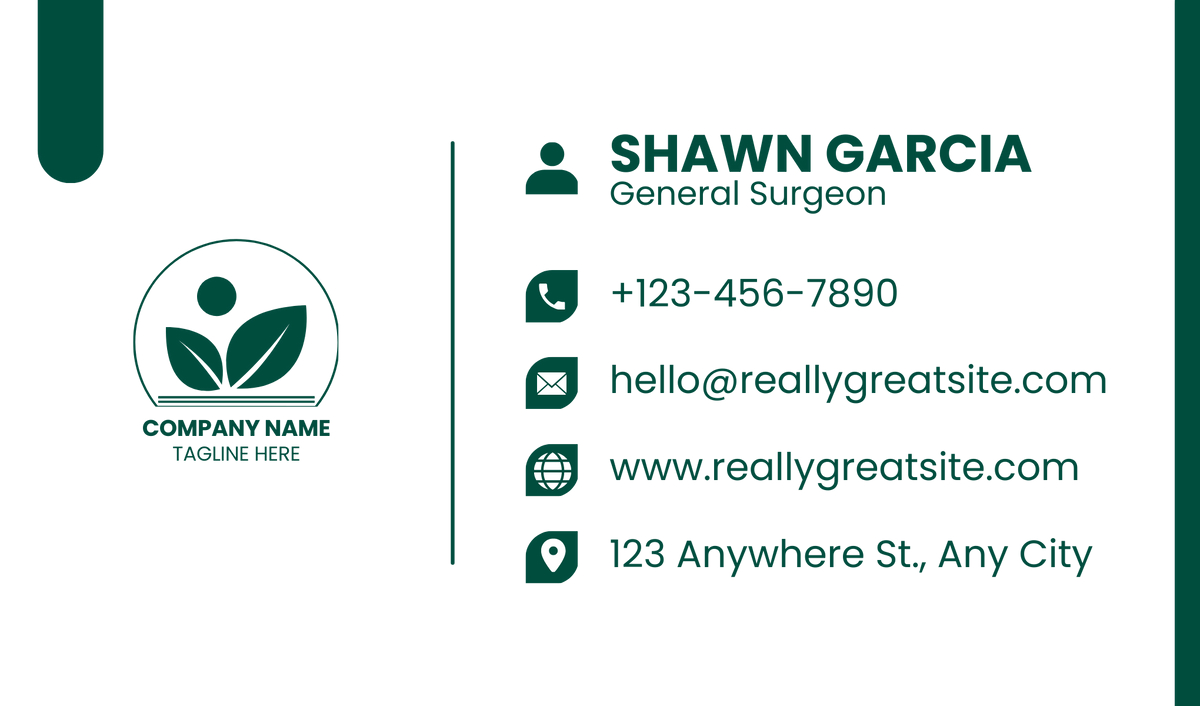 COMPANY NAME
TAGLINE HERE
SHAWN GARCIA
General Surgeon
+123-456-7890
hello@reallygreatsite.com
www.reallygreatsite.com
123 Anywhere St., Any City